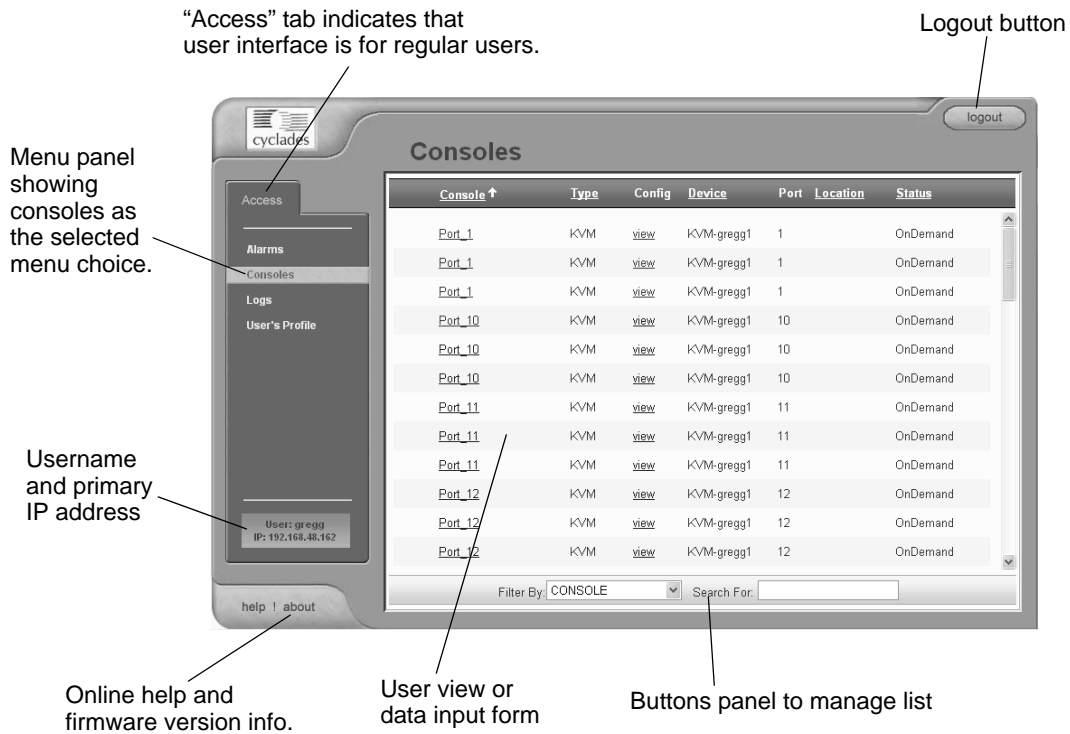 “Access” tab indicates that
user interface is for regular users.
Logout button
cyclades
logout
Consoles
Menu panel
showing
consoles as
the selected
menu choice.
Access
Alarms
Consoles
Logs
User's Profile
Console Type Config Device Port Location Status
Port_1 KVM view KVM-gregg1 1 OnDemand
Port_1 KVM view KVM-gregg1 1 OnDemand
Port_1 KVM view KVM-gregg1 1 OnDemand
Port_10 KVM view KVM-gregg1 10 OnDemand
Port_10 KVM view KVM-gregg1 10 OnDemand
Port_10 KVM view KVM-gregg1 10 OnDemand
Port_11 KVM view KVM-gregg1 11 OnDemand
Port_11 KVM view KVM-gregg1 11 OnDemand
Port_11 KVM view KVM-gregg1 11 OnDemand
Port_12 KVM view KVM-gregg1 12 OnDemand
Port_12 KVM view KVM-gregg1 12 OnDemand
Port_12 KVM view KVM-gregg1 12 OnDemand
Username
and primary
IP address
User: gregg
IP: 192.168.48.162
Filter By: CONSOLE Search For:
help ! about
Online help and
firmware version info.
User view or
data input form
Buttons panel to manage list